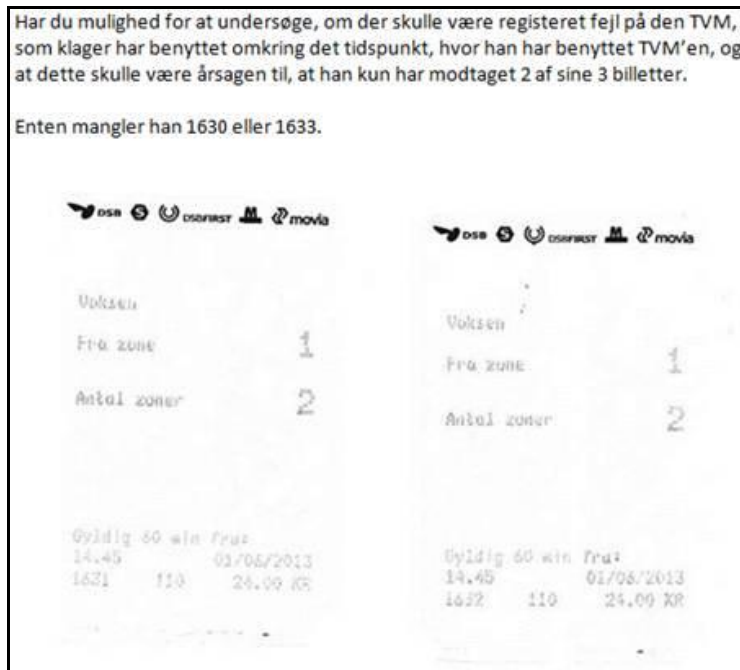 Har du mulighed for at undersøge, om der skulle være registeret fejl på den TVM,
som klager har benyttet omkring det tidspunkt, hvor han har benyttet TVM'en, og
at dette skulle være årsagen til, at han kun har modtaget 2 af sine 3 billetter.
Enten mangler han 1630 eller 1633.
DSB S DSBFIRST M movia
Voksen
Fra zone 1
Antal zoner 2
Gyldig 60 min fra:
14.45 01/06/2013
1631 110 24.00 KR
DSB S DSBFIRST M movia
Voksen
Fra zone 1
Antal zoner 2
Gyldig 60 min fra:
14.45 01/06/2013
1632 110 24.00 KR